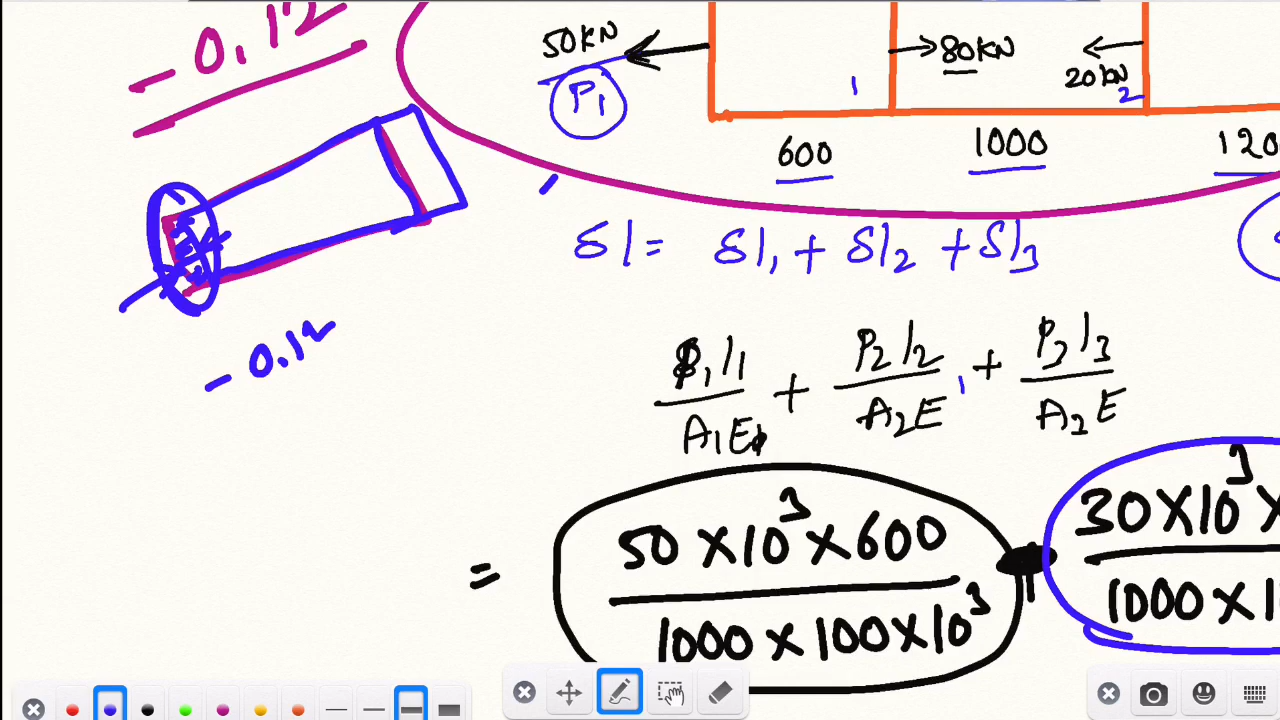 - 0.12
50KN
P1
1
80KN
20KN
2
600
1000
120
δl = δl1 + δl2 + δl3
- 0.12
P1l1/A1E + P2l2/A2E + P3l3/A2E
= 50×10^3×600/1000×100×10^3
30×10^3×
1000×1